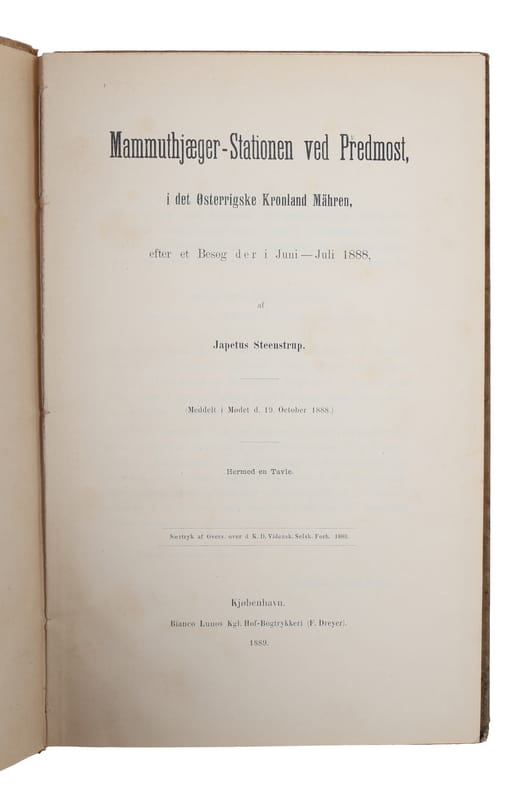 Mammuthjæger-Stationen ved Předmost,
i det Østerrigske Kronland Mähren,
efter et Besøg der i Juni—Juli 1888,
af
Japetus Steenstrup.
(Meddelt i Mødet d. 19. October 1888.)
Hermed en Tavle.
Særtryk af Overs. over d K. D. Vidensk. Selsk. Forh. 1888.
Kjøbenhavn.
Bianco Lunos Kgl. Hof-Bogtrykkeri (F. Dreyer).
1889.